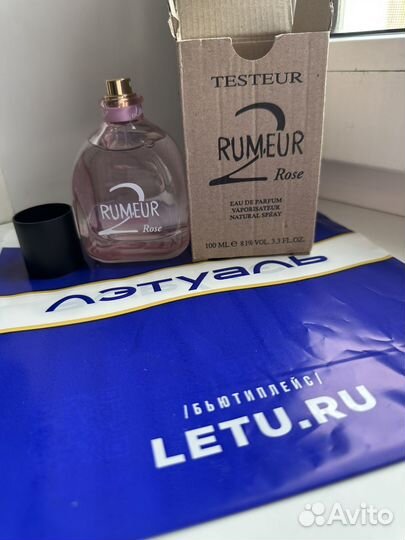 TESTEUR
2
RUMEUR
Rose
EAU DE PARFUM
VAPORISATEUR
NATURAL SPRAY
100 ML e 81% VOL. 3.3 FL.OZ.
2
RUMEUR
Rose
ЛЭТУАЛЬ
/БЬЮТИПЛЕЙС/
LETU.RU
Avito